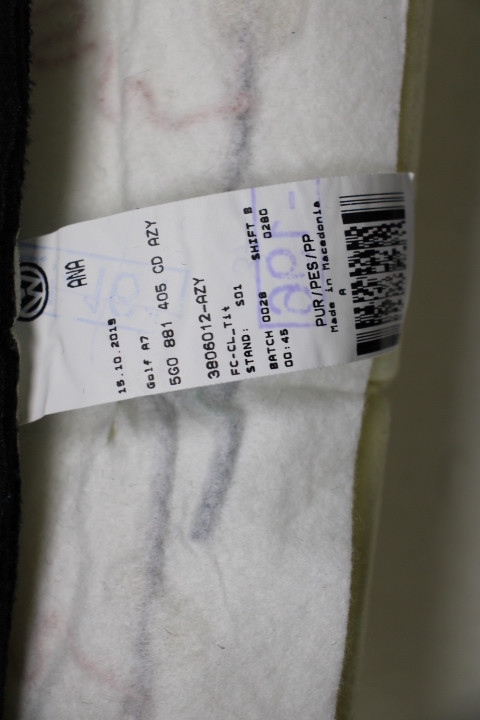 ANA
15.10.2015
Golf A7
5G0 881 405 CD AZY
3806012-AZY
FC-CL_Tit
STAND: S01
BATCH 0028 SHIFT B
00:45 0280
PUR/PES/PP
Made in Macedonia
A